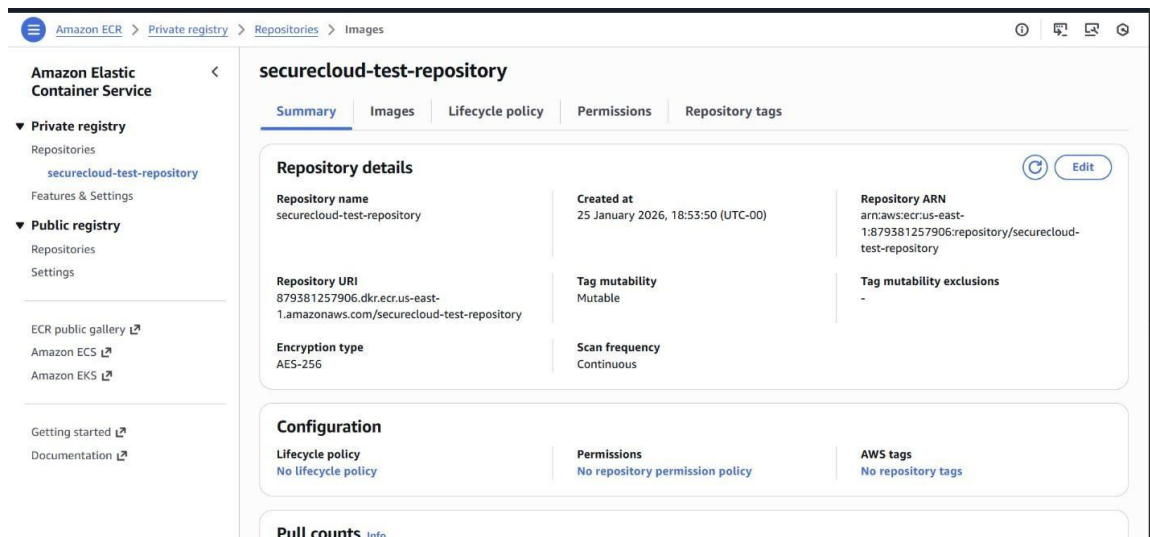 Amazon ECR > Private registry > Repositories > Images
Amazon Elastic
Container Service
Private registry
Repositories
securecloud-test-repository
Features & Settings
Public registry
Repositories
Settings
ECR public gallery
Amazon ECS
Amazon EKS
Getting started
Documentation
securecloud-test-repository
Summary Images Lifecycle policy Permissions Repository tags
Repository details
Edit
Repository name
securecloud-test-repository
Created at
25 January 2026, 18:53:50 (UTC-00)
Repository ARN
arn:aws:ecr:us-east-
1:879381257906:repository/securecloud-
test-repository
Repository URI
879381257906.dkr.ecr.us-east-
1.amazonaws.com/securecloud-test-repository
Tag mutability
Mutable
Tag mutability exclusions
-
Encryption type
AES-256
Scan frequency
Continuous
Configuration
Lifecycle policy
No lifecycle policy
Permissions
No repository permission policy
AWS tags
No repository tags
Pull counts Info